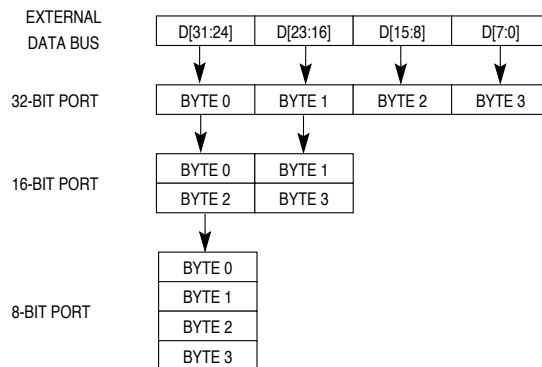 EXTERNAL
DATA BUS
D[31:24] D[23:16] D[15:8] D[7:0]
32-BIT PORT
BYTE 0 BYTE 1 BYTE 2 BYTE 3
16-BIT PORT
BYTE 0 BYTE 1
BYTE 2 BYTE 3
8-BIT PORT
BYTE 0
BYTE 1
BYTE 2
BYTE 3